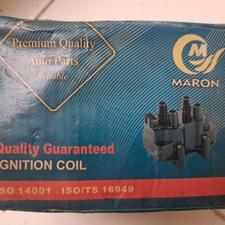 Premium Quality
Auto Parts
Reliable
M
MARON
Quality Guaranteed
GNITION COIL
SO 14001 . ISO/TS 16949